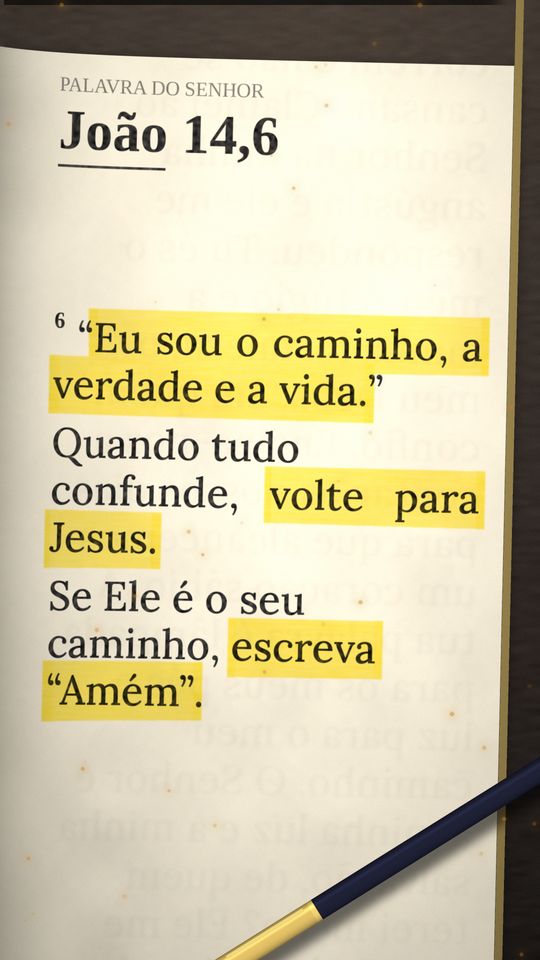 PALAVRA DO SENHOR
João 14,6
6 “Eu sou o caminho, a
verdade e a vida.”
Quando tudo
confunde, volte para
Jesus.
Se Ele é o seu
caminho, escreva
“Amém”.